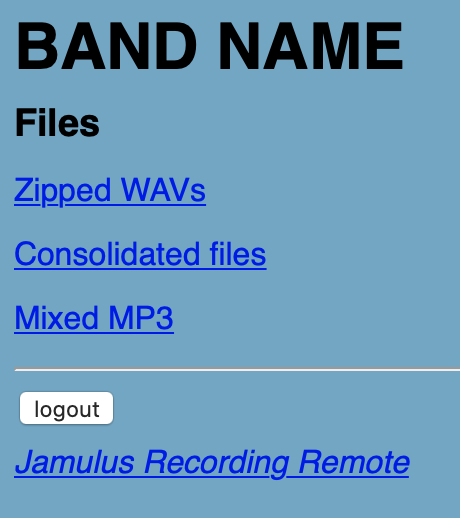 BAND NAME
Files
Zipped WAVs
Consolidated files
Mixed MP3
logout
Jamulus Recording Remote